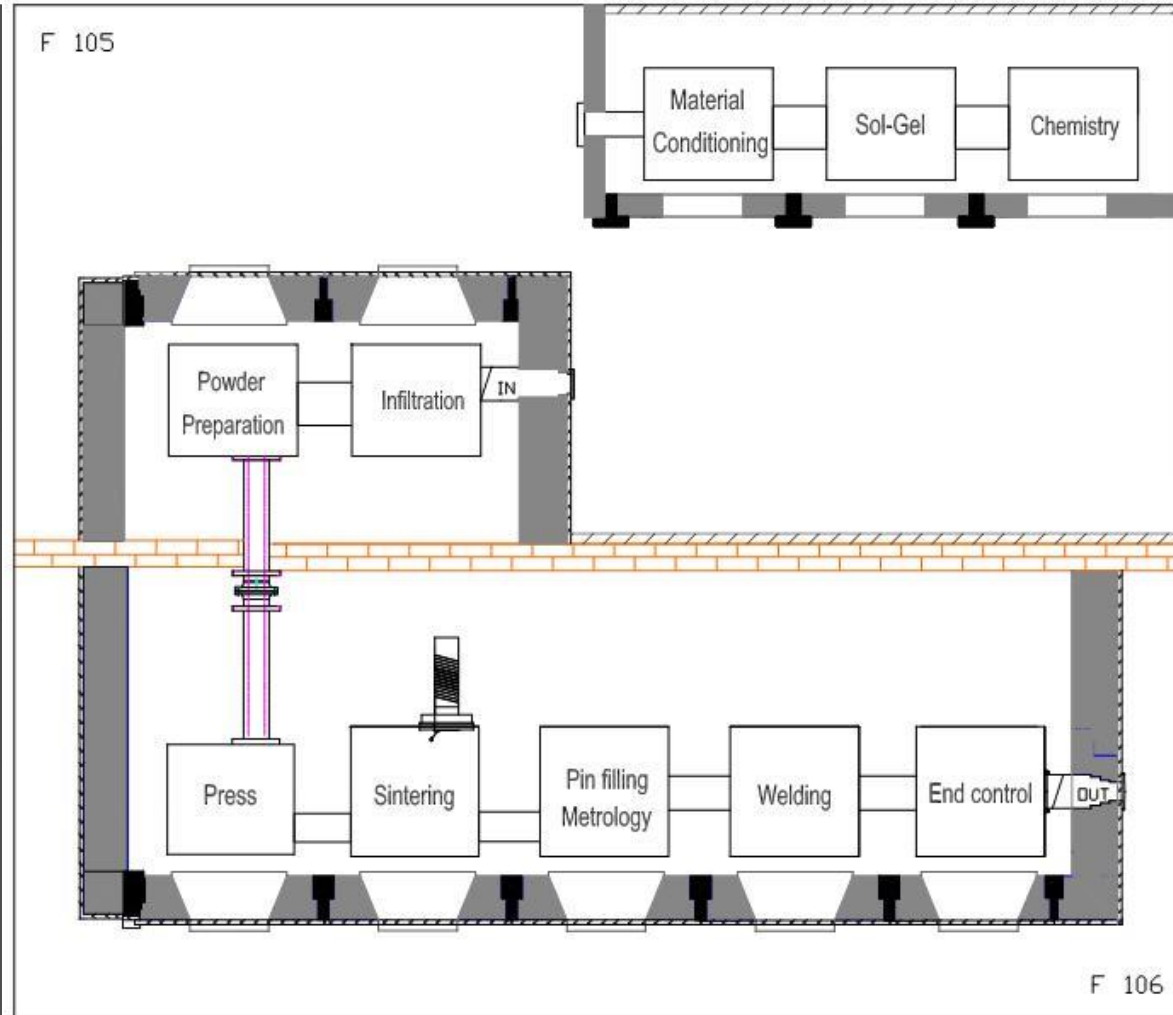 F 105
Material
Conditioning
Sol-Gel
Chemistry
Powder
Preparation
Infiltration
IN
Press
Sintering
Pin filling
Metrology
Welding
End control
OUT
F 106